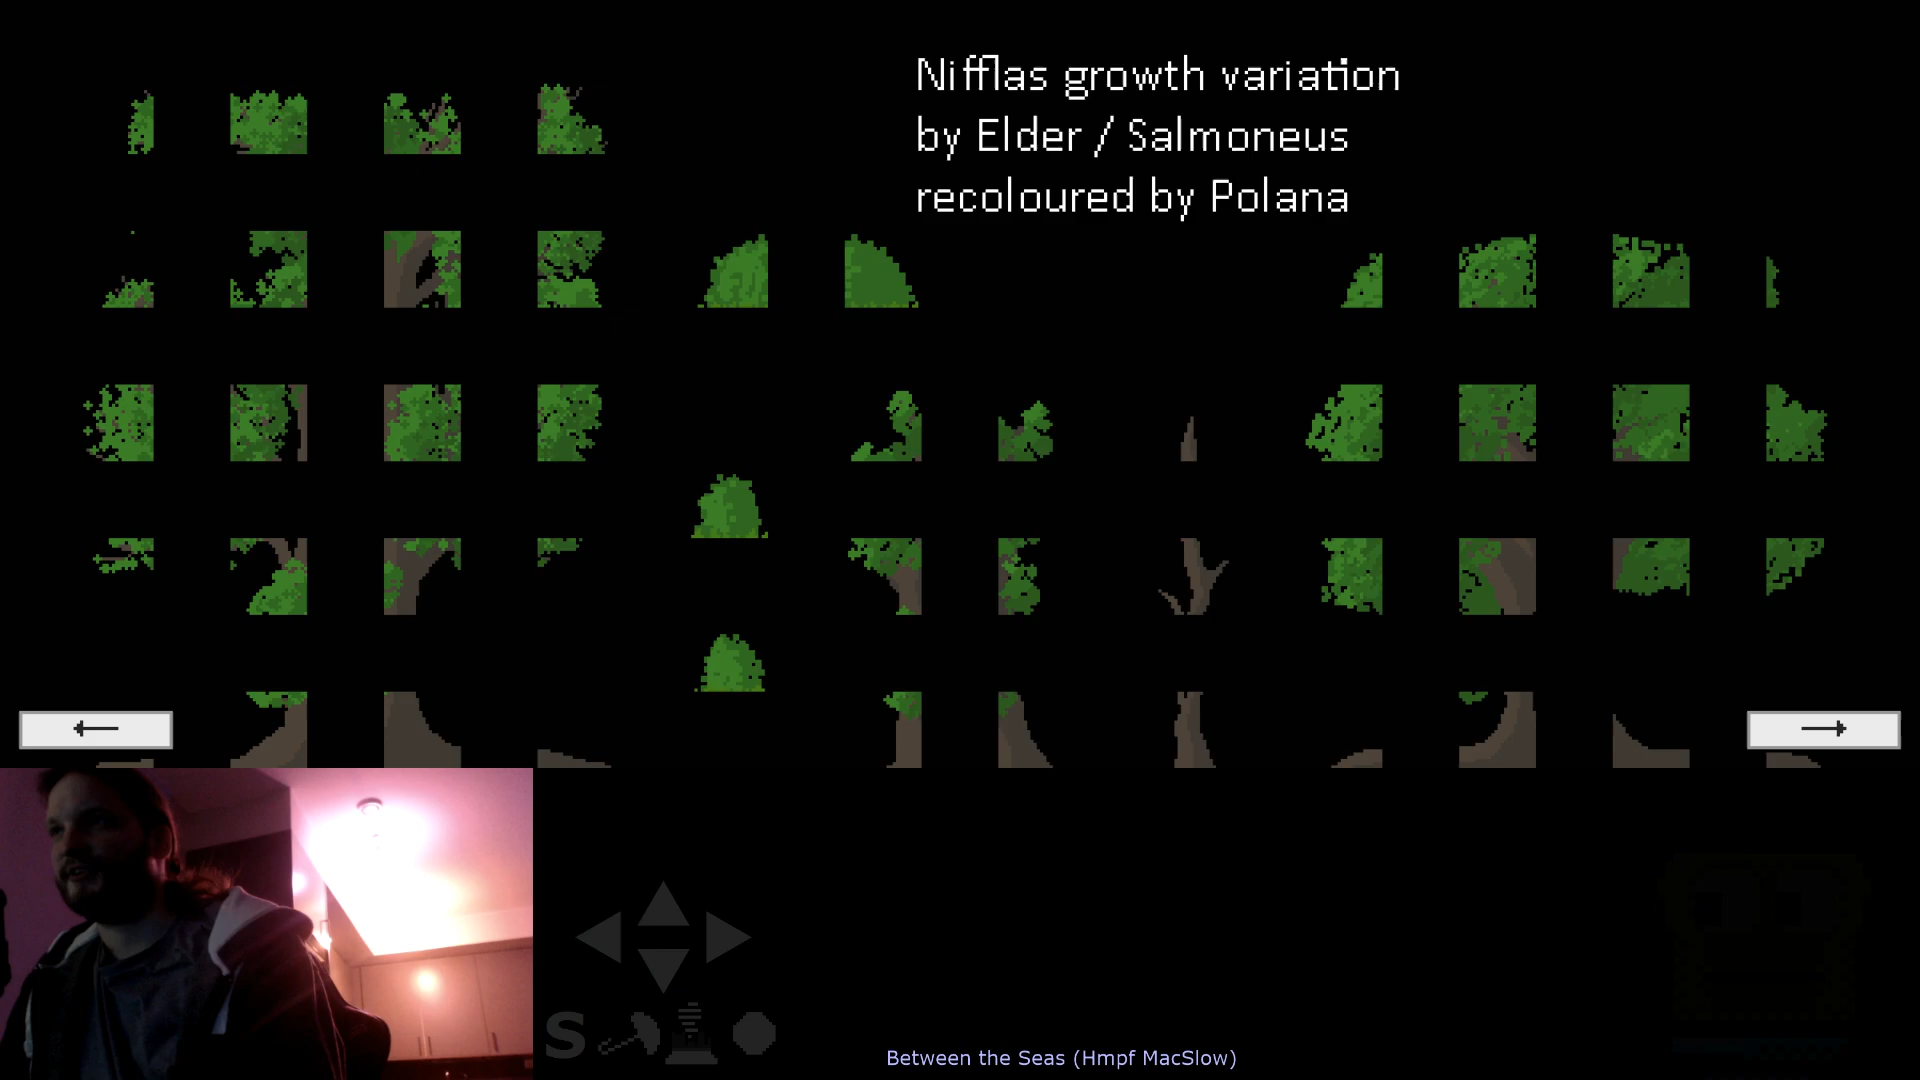 Nifflas growth variation
by Elder / Salmoneus
recoloured by Polana
S
Between the Seas (Hmpf MacSlow)